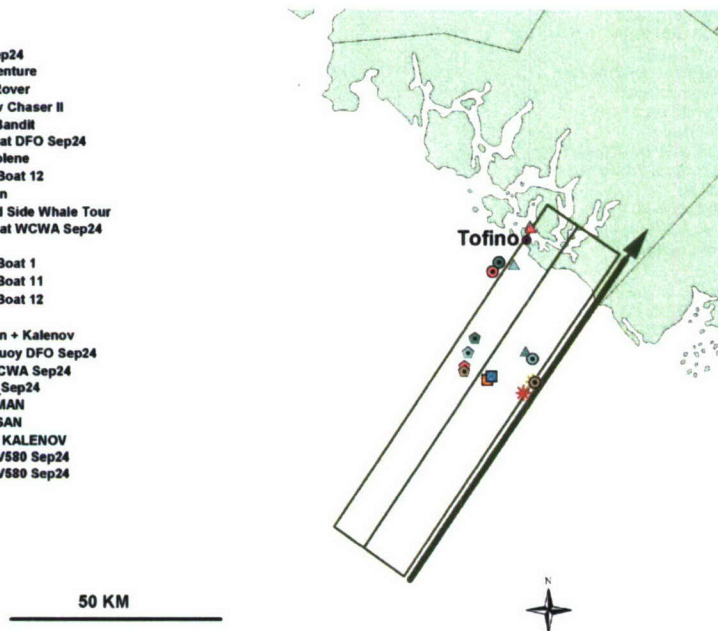 p24
enture
Rover
v Chaser II
Bandit
at DFO Sep24
olene
Boat 12
n
l Side Whale Tour
at WCWA Sep24
Boat 1
Boat 11
Boat 12
n + Kalenov
uoy DFO Sep24
CWA Sep24
_Sep24
MAN
SAN
KALENOV
V580 Sep24
V580 Sep24
Tofino
50 KM
N